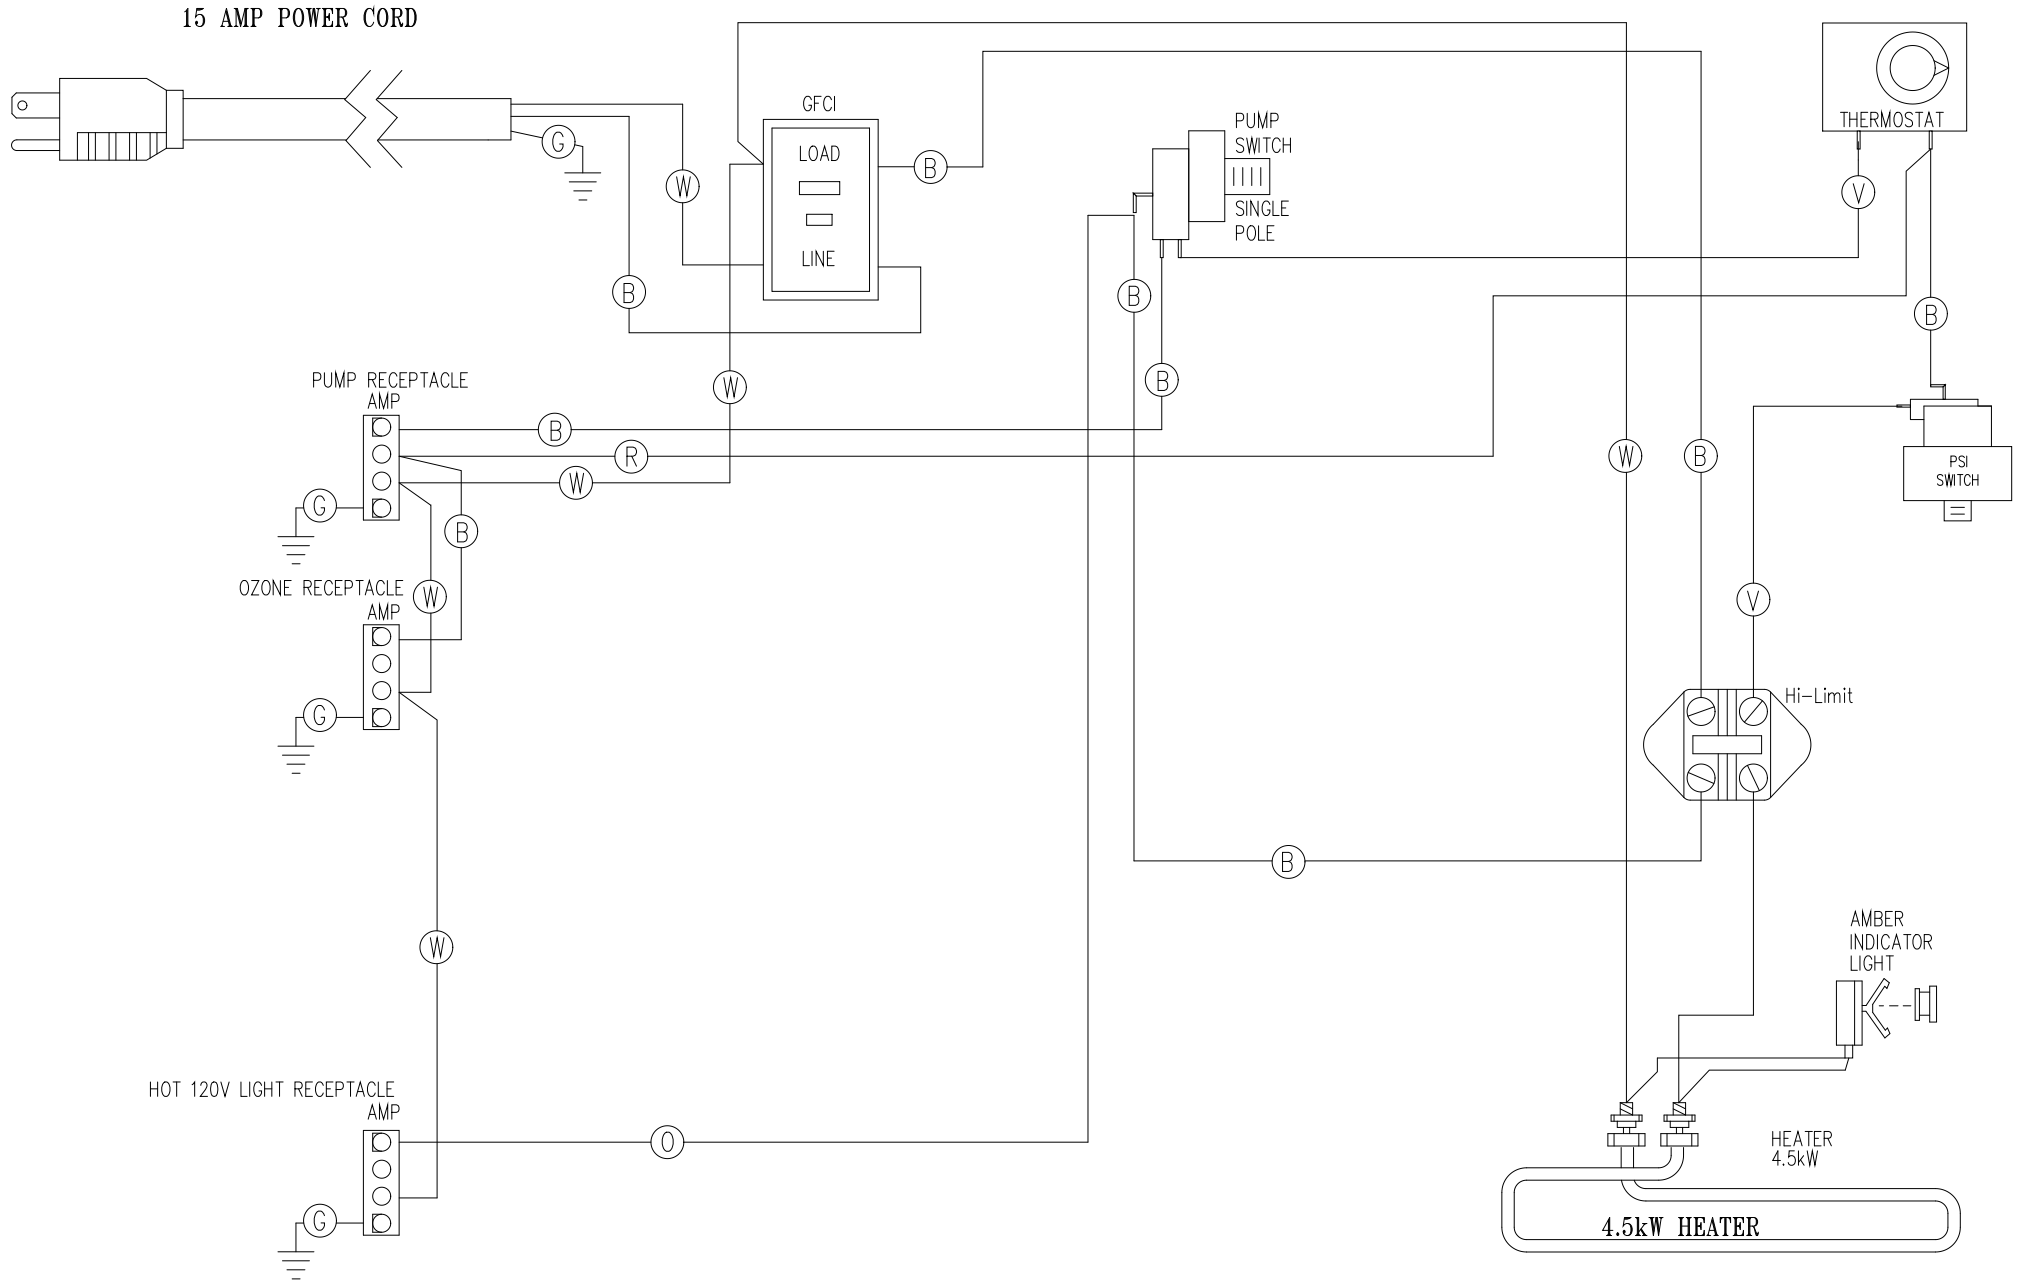 15 AMP POWER CORD
G
W
B
GFCI
LOAD
LINE
B
PUMP
SWITCH
SINGLE
POLE
THERMOSTAT
V
B
B
B
W
PUMP RECEPTACLE
AMP
B
R
W
G
B
W
B
PSI
SWITCH
OZONE RECEPTACLE
AMP
W
G
V
Hi-Limit
B
W
AMBER
INDICATOR
LIGHT
HOT 120V LIGHT RECEPTACLE
AMP
O
G
HEATER
4.5kW
4.5kW HEATER